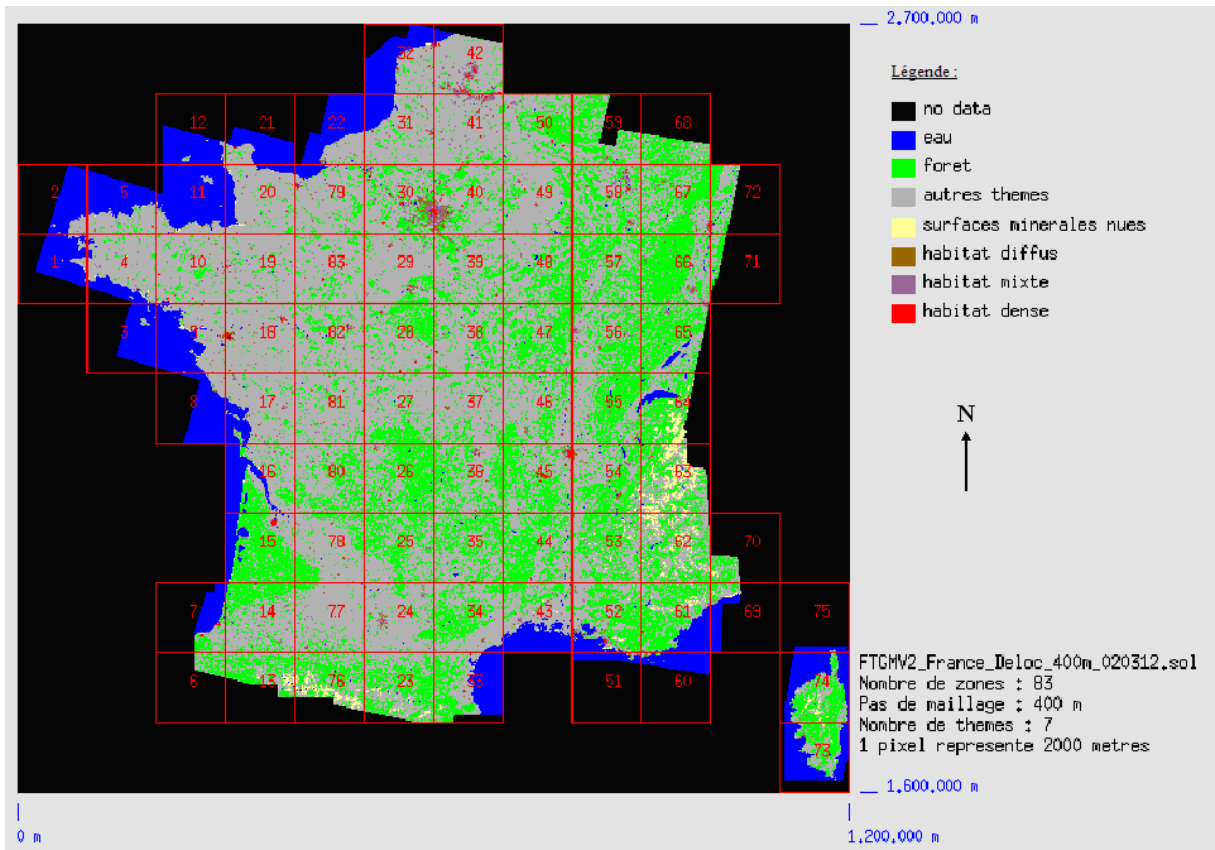 2.700.000 m
Légende :
no data
eau
foret
autres themes
surfaces minerales nues
habitat diffus
habitat mixte
habitat dense
N
32 42
12 21 22 31 41 50 59 68
2 5 11 20 79 30 40 49 58 67 72
1 4 10 19 83 29 39 48 57 66 71
3 9 18 82 28 38 47 56 65
8 17 81 27 37 46 55 64
16 80 26 36 45 54 63
15 78 25 35 44 53 62 70
7 14 77 24 34 43 52 61 69 75
6 13 76 23 33 51 60 74
73
FTGMV2_France_Deloc_400m_020312.sol
Nombre de zones : 83
Pas de maillage : 400 m
Nombre de themes : 7
1 pixel represente 2000 metres
1.600.000 m
0 m
1.200.000 m